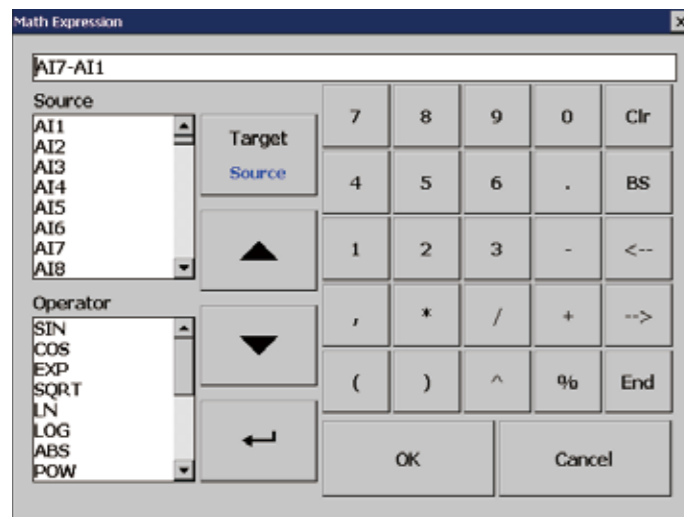 Math Expression
x
AI7-AI1
Source
AI1
AI2
AI3
AI4
AI5
AI6
AI7
AI8
Target
Source
7 8 9 0 Clr
4 5 6 . BS
1 2 3 - <--
, * / + -->
( ) ^ % End
Operator
SIN
COS
EXP
SQRT
LN
LOG
ABS
POW
OK Cancel